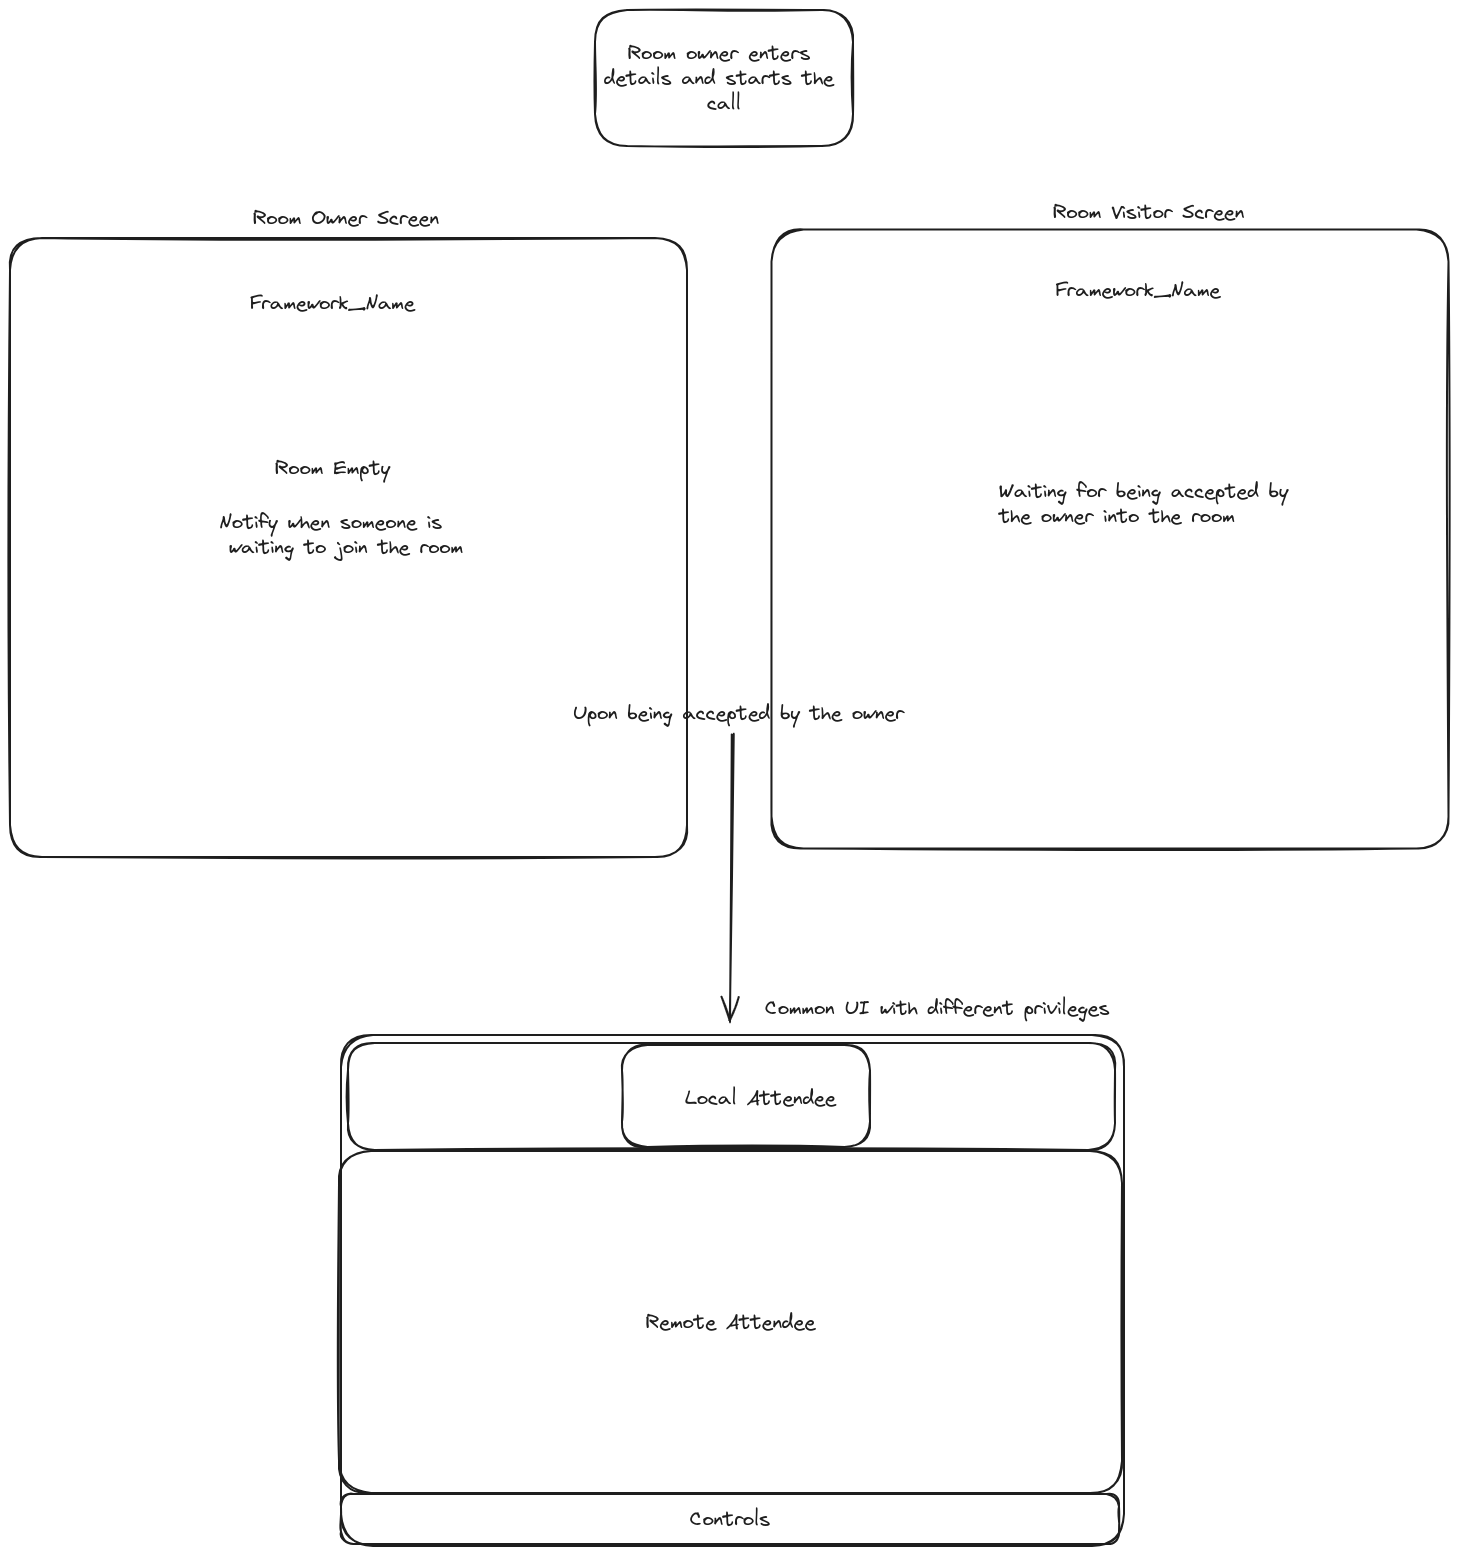 Room owner enters
details and starts the
call
Room Owner Screen
Framework_Name
Room Empty
Notify when someone is
waiting to join the room
Room Visitor Screen
Framework_Name
Waiting for being accepted by
the owner into the room
Upon being accepted by the owner
Common UI with different privileges
Local Attendee
Remote Attendee
Controls